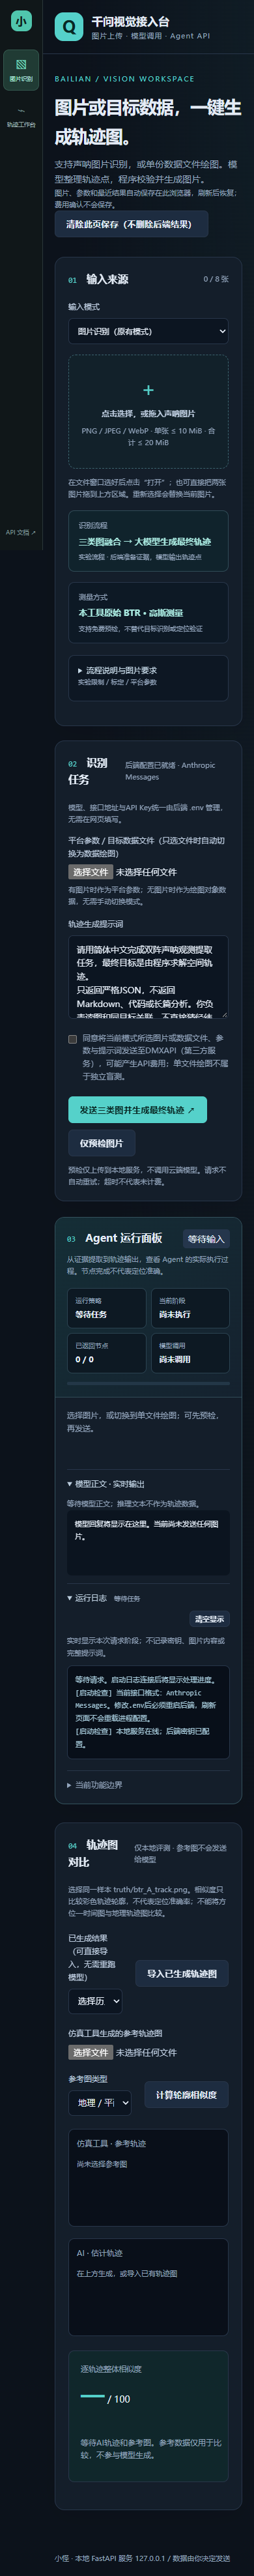 小
图片识别
轨迹工作台
API 文档 ↗
Q
千问视觉接入台
图片上传 · 模型调用 · Agent API
BAILIAN / VISION WORKSPACE
图片或目标数据，一键生
成轨迹图。
支持声呐图片识别，或单份数据文件绘图。模
型整理轨迹点，程序校验并生成图片。
图片、参数和最近结果自动保存在此浏览器，刷新后恢复；
费用确认不会保存。
清除此页保存（不删除后端结果）
01 输入来源
0 / 8 张
输入模式
图片识别（原有模式）
+
点击选择，或拖入声呐图片
PNG / JPEG / WebP · 单张 ≤ 10 MiB · 合
计 ≤ 20 MiB
在文件窗口选好后点击“打开”；也可直接把两张
图片拖到上方区域。重新选择会替换当前图片。
识别流程
三类图融合 → 大模型生成最终轨迹
实验流程 · 后端准备证据，模型输出轨迹点
测量方式
本工具原始 BTR · 高斯测量
支持免费预绘，不替代目标识别或定位验证
▶ 流程说明与图片要求
实验限制 / 标定 / 平台参数
02 识别
任务
后端配置已就绪 · Anthropic
Messages
模型、接口地址与API Key统一由后端 .env 管理，
无需在网页填写。
平台参数 / 目标数据文件（只选文件时自动切
换为数据绘图）
选择文件 未选择任何文件
有图片时作为平台参数；无图片时作为绘图对象数
据，无需手动切换模式。
轨迹生成提示词
请用简体中文完成双阵声呐观测提取
任务，最终目标是由程序求解空间轨
迹。
只返回严格JSON，不返回
Markdown、代码或长篇分析。你负
同意将当前模式所选图片或数据文件、参
数与提示词发送至DMXAPI（第三方服
务），可能产生API费用；单文件绘图不属
于独立盲测。
发送三类图并生成最终轨迹 ↗
仅预检图片
预检仅上传到本地服务，不调用云端模型。请求不
自动重试；超时不代表未计费。
03 Agent 运行面板
等待输入
从证据提取到轨迹输出，查看 Agent 的实际执行过
程。节点完成不代表定位准确。
运行策略
等待任务
当前阶段
尚未执行
已返回节点
0 / 0
模型调用
尚未调用
选择图片，或切换到单文件绘图；可先预检，
再发送。
▼ 模型正文 · 实时输出
等待模型正文；推理文本不作为轨迹数据。
模型回复将显示在这里。当前尚未发送任何图
片。
▼ 运行日志 等待任务
清空显示
实时显示本次请求阶段；不记录密钥、图片内容或
完整提示词。
等待请求。启动日志连接后将显示处理进度。
[启动检查] 当前接口格式：Anthropic
Messages。修改.env后必须重启后端，刷新
页面不会重载进程配置。
[启动检查] 本地服务在线；后端密钥已配
置。
▶ 当前功能边界
04 轨迹图
对比
仅本地评测 · 参考图不会发送
给模型
选择同一样本 truth/btr_A_track.png。相似度只
比较彩色轨迹轮廓，不代表定位准确率；不能将方
位—时间图与地理轨迹图比较。
已生成结果
（可直接导
入，无需重跑
模型）
选择历
导入已生成轨迹图
仿真工具生成的参考轨迹图
选择文件 未选择任何文件
参考图类型
地理 / 平面
计算轮廓相似度
仿真工具 · 参考轨迹
尚未选择参考图
AI · 估计轨迹
在上方生成，或导入已有轨迹图
逐轨迹整体相似度
— / 100
等待AI轨迹和参考图。参考数据仅用于比
较，不参与模型生成。
小怪 · 本地 FastAPI 服务 127.0.0.1 / 数据由你决定发送